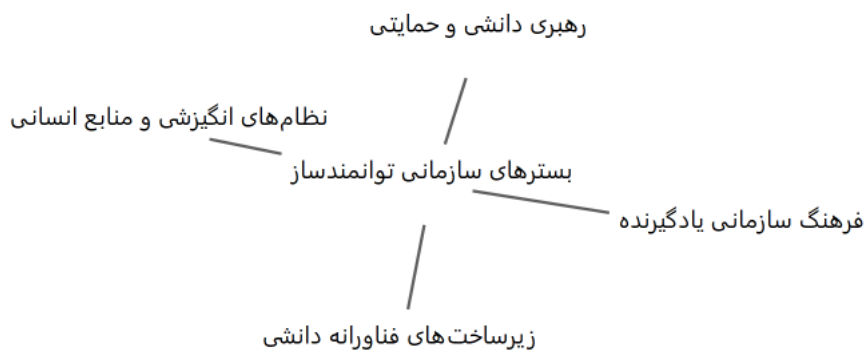 رهبری دانشی و حمایتی
نظام‌های انگیزشی و منابع انسانی
بسترهای سازمانی توانمندساز
فرهنگ سازمانی یادگیرنده
زیرساخت‌های فناورانه دانشی